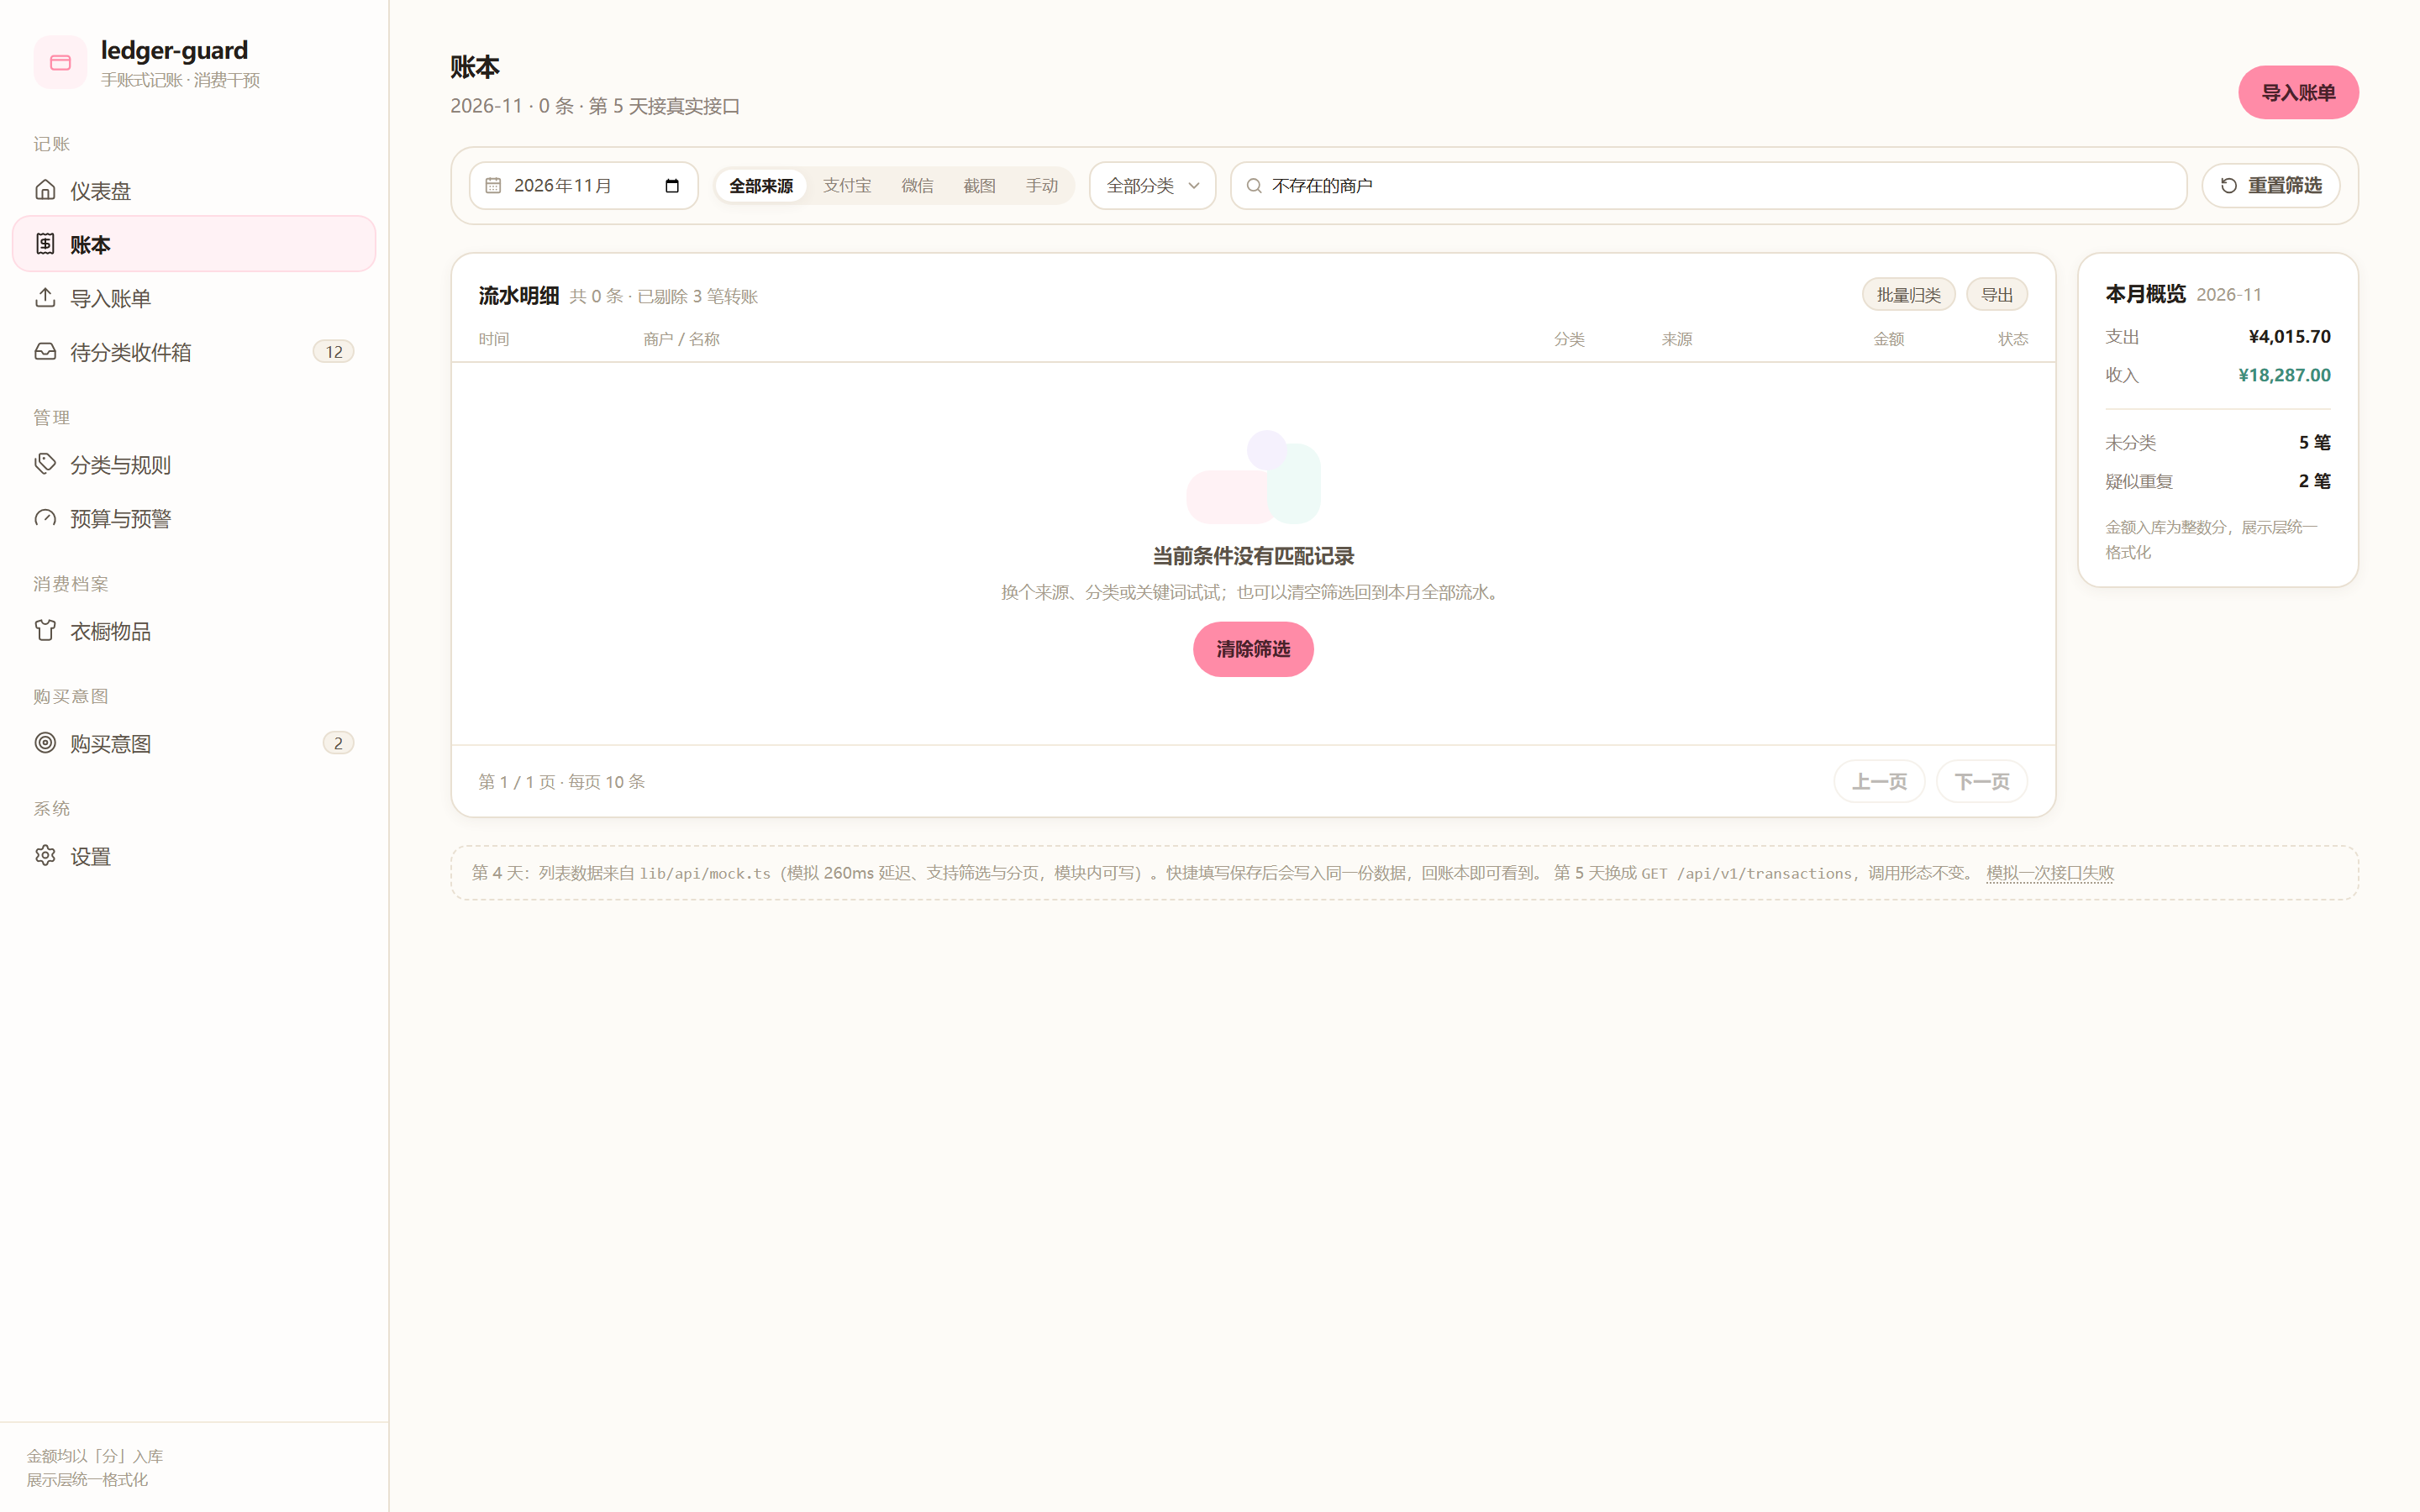 ledger-guard
手账式记账 · 消费干预
记账
仪表盘
账本
导入账单
待分类收件箱 12
管理
分类与规则
预算与预警
消费档案
衣橱物品
购买意图
购买意图 2
系统
设置
金额均以「分」入库
展示层统一格式化
账本
2026-11 · 0 条 · 第 5 天接真实接口
导入账单
2026年11月 全部来源 支付宝 微信 截图 手动 全部分类 不存在的商户 重置筛选
流水明细 共 0 条 · 已剔除 3 笔转账 批量归类 导出
时间 商户 / 名称 分类 来源 金额 状态
当前条件没有匹配记录
换个来源、分类或关键词试试；也可以清空筛选回到本月全部流水。
清除筛选
第 1 / 1 页 · 每页 10 条 上一页 下一页
本月概览 2026-11
支出 ¥4,015.70
收入 ¥18,287.00
未分类 5 笔
疑似重复 2 笔
金额入库为整数分，展示层统一
格式化
第 4 天：列表数据来自 lib/api/mock.ts（模拟 260ms 延迟、支持筛选与分页，模块内可写）。快捷填写保存后会写入同一份数据，回账本即可看到。 第 5 天换成 GET /api/v1/transactions，调用形态不变。 模拟一次接口失败